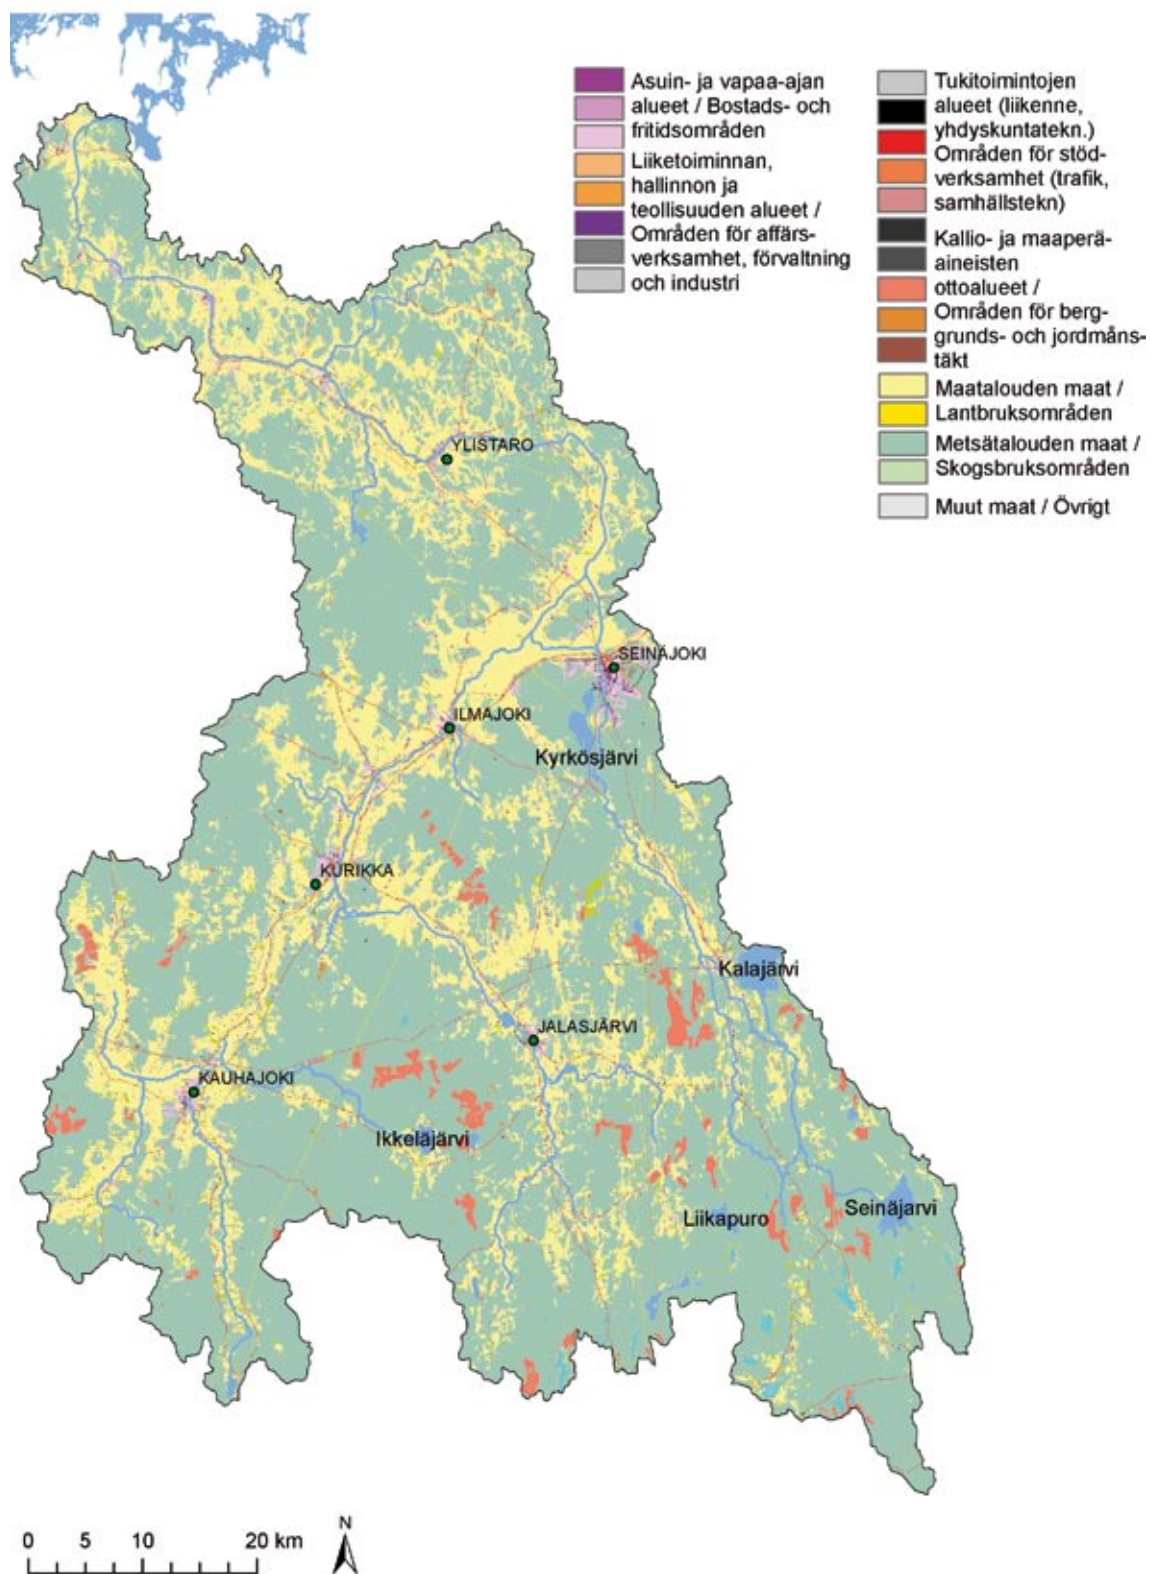 Asuin- ja vapaa-ajan
alueet / Bostads- och
fritidsområden
Liiketoiminnan,
hallinnon ja
teollisuuden alueet /
Områden för affärs-
verksamhet, förvaltning
och industri
Tukitoimintojen
alueet (liikenne,
yhdyskuntatekn.)
Områden för stöd-
verksamhet (trafik,
samhällstekn)
Kallio- ja maaperä-
aineisten
ottoalueet /
Områden för berg-
grunds- och jordmåns-
täkt
Maatalouden maat /
Lantbruksområden
Metsätalouden maat /
Skogsbruksområden
Muut maat / Övrigt
YLISTARO
SEINÄJOKI
ILMAJOKI
Kyrkösjärvi
KURIKKA
Kalajärvi
JALASJÄRVI
KAUHAJOKI
Ikkeläjärvi
Liikapuro
Seinäjarvi
0 5 10 20 km
N